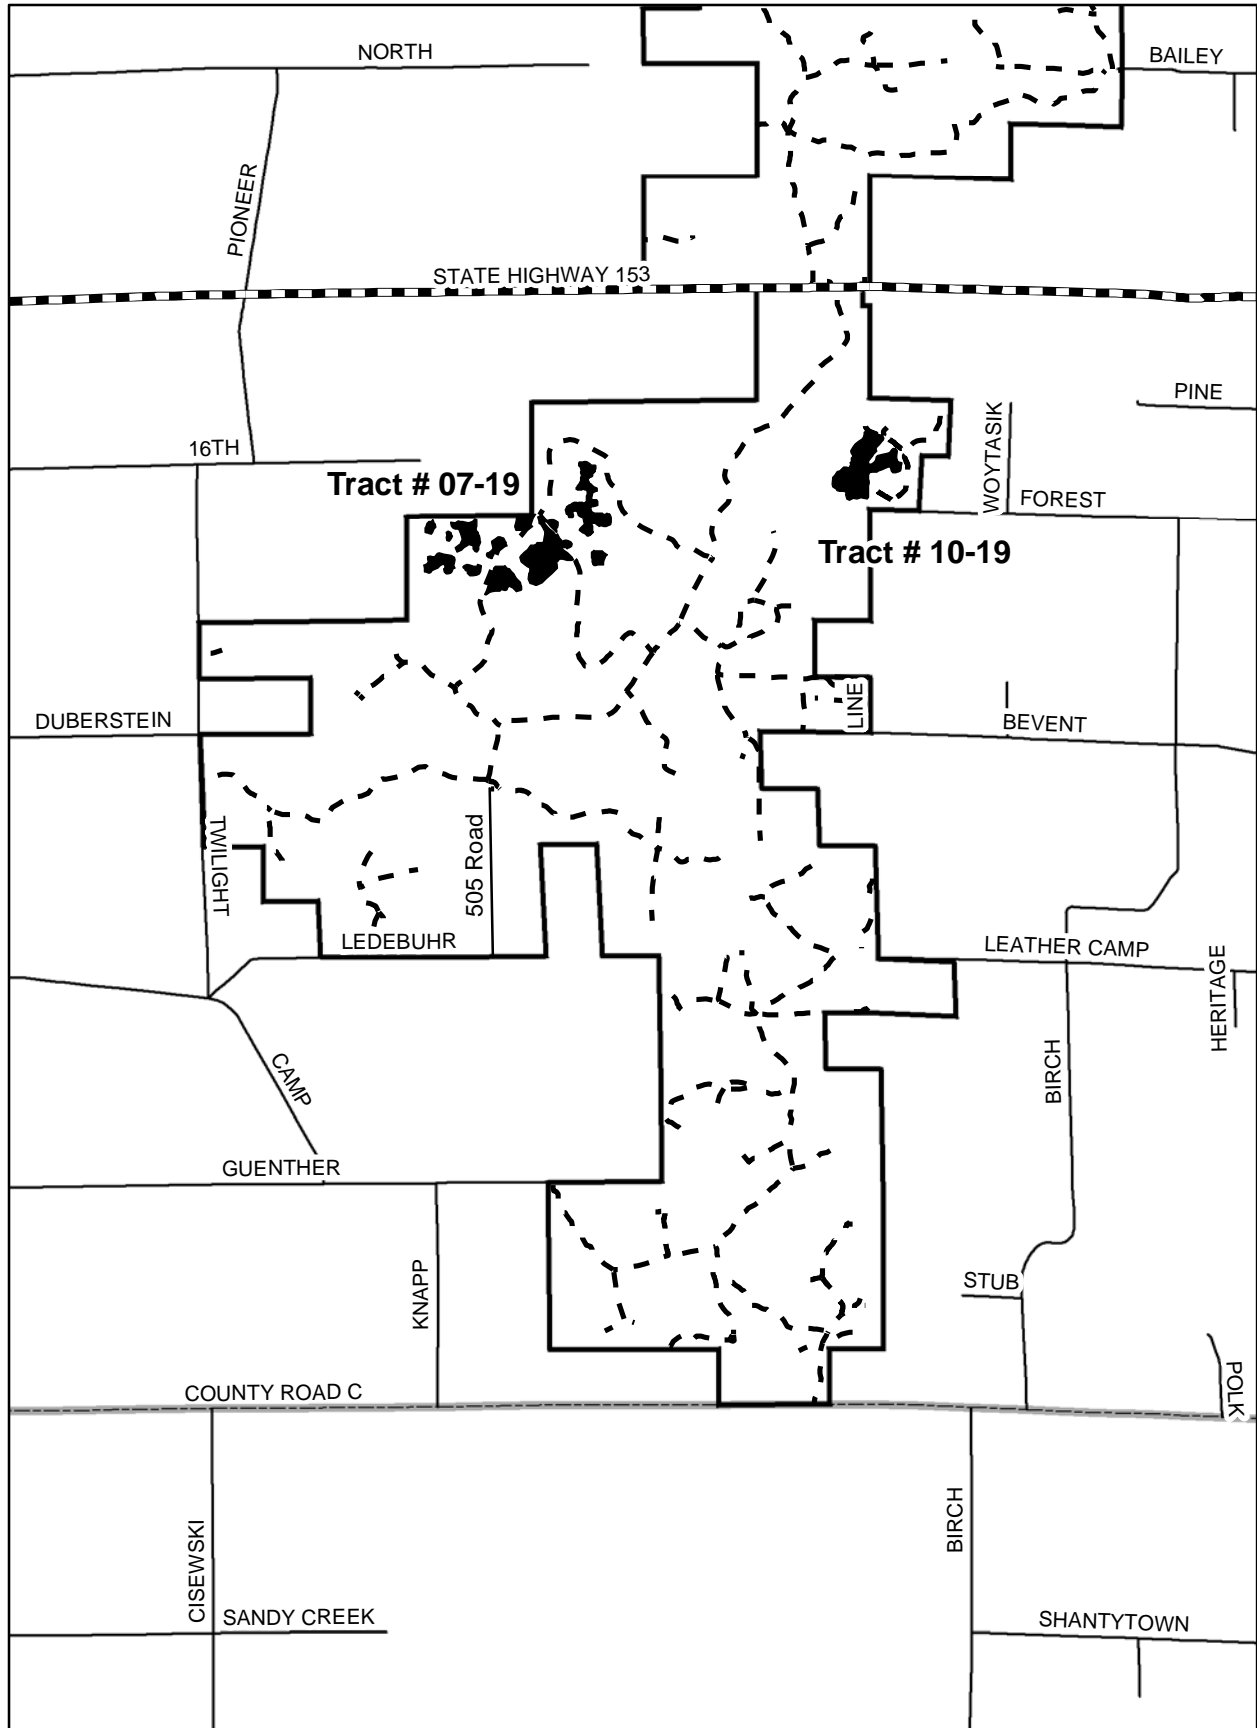 NORTH
BAILEY
PIONEER
STATE HIGHWAY 153
PINE
WOYTASIK
16TH
Tract # 07-19
FOREST
Tract # 10-19
LINE
DUBERSTEIN
BEVENT
TWILIGHT
505 Road
LEDEBUHR
LEATHER CAMP
HERITAGE
CAMP
BIRCH
GUENTHER
KNAPP
STUB
COUNTY ROAD C
POLK
CISEWSKI
BIRCH
SANDY CREEK
SHANTYTOWN